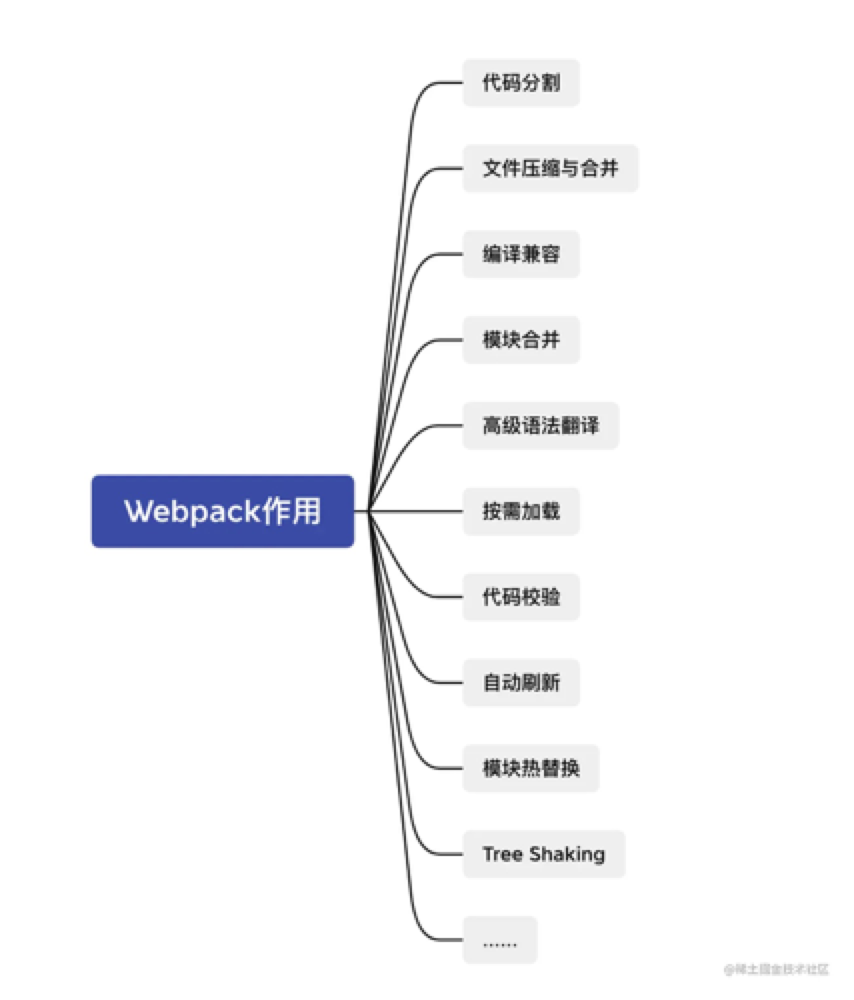 代码分割
文件压缩与合并
编译兼容
模块合并
高级语法翻译
Webpack作用
按需加载
代码校验
自动刷新
模块热替换
Tree Shaking
......
@稀土掘金技术社区